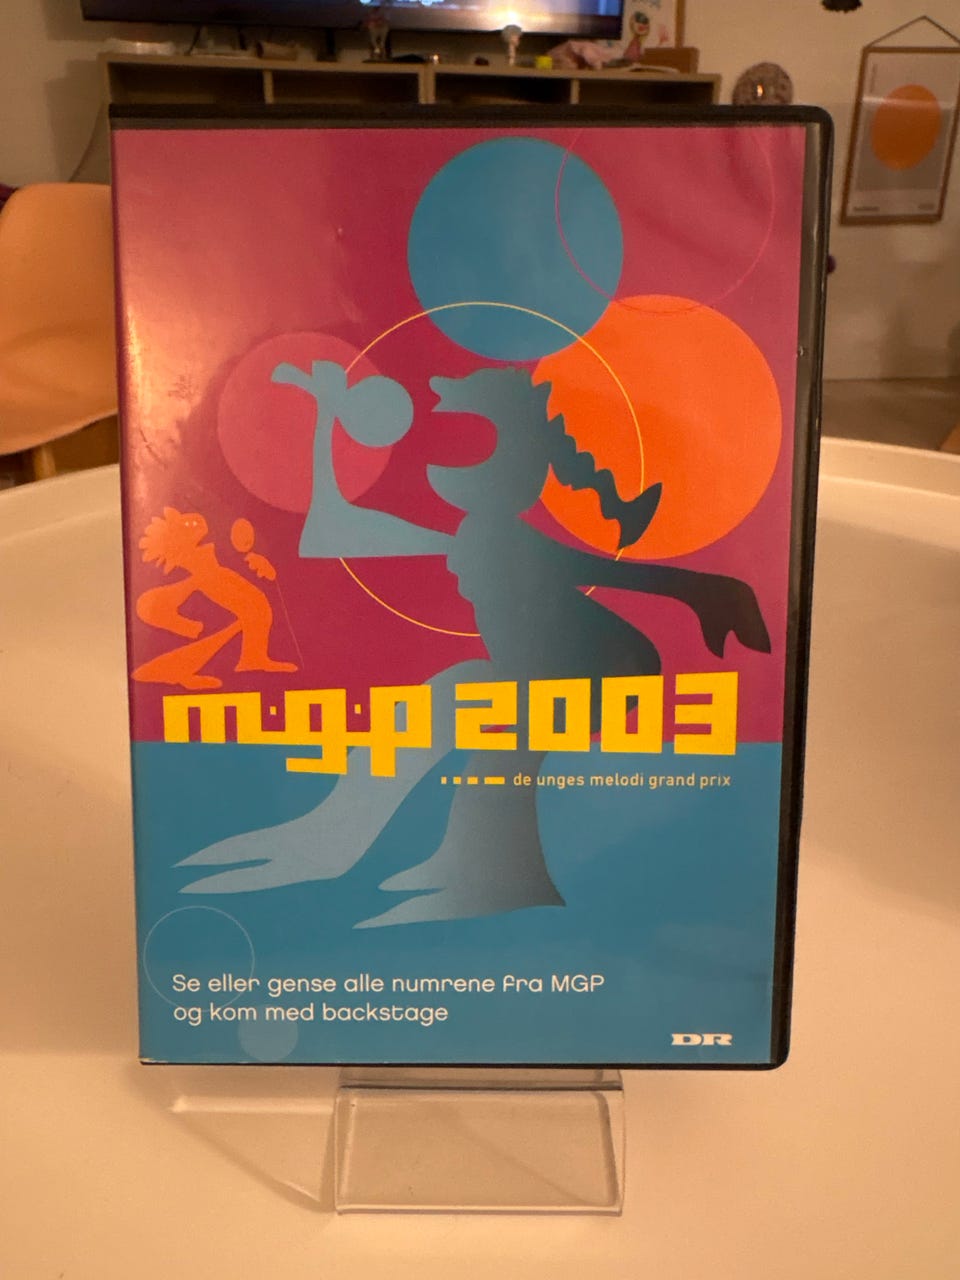 m·g·p 2003
de unges melodi grand prix
Se eller gense alle numrene fra MGP
og kom med backstage
DR